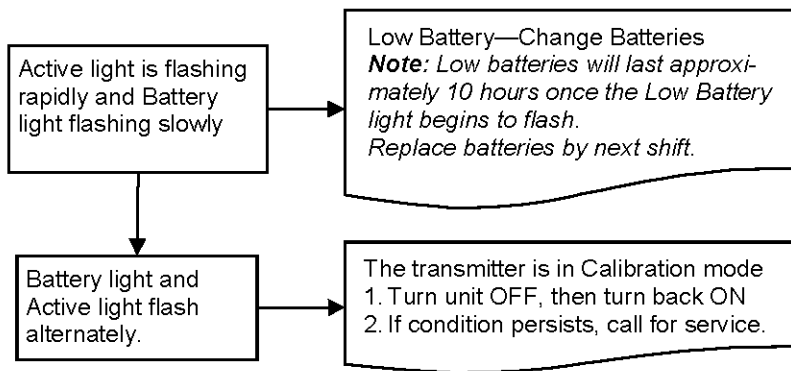 Active light is flashing
rapidly and Battery
light flashing slowly
Low Battery—Change Batteries
Note: Low batteries will last approxi-
mately 10 hours once the Low Battery
light begins to flash.
Replace batteries by next shift.
Battery light and
Active light flash
alternately.
The transmitter is in Calibration mode
1. Turn unit OFF, then turn back ON
2. If condition persists, call for service.